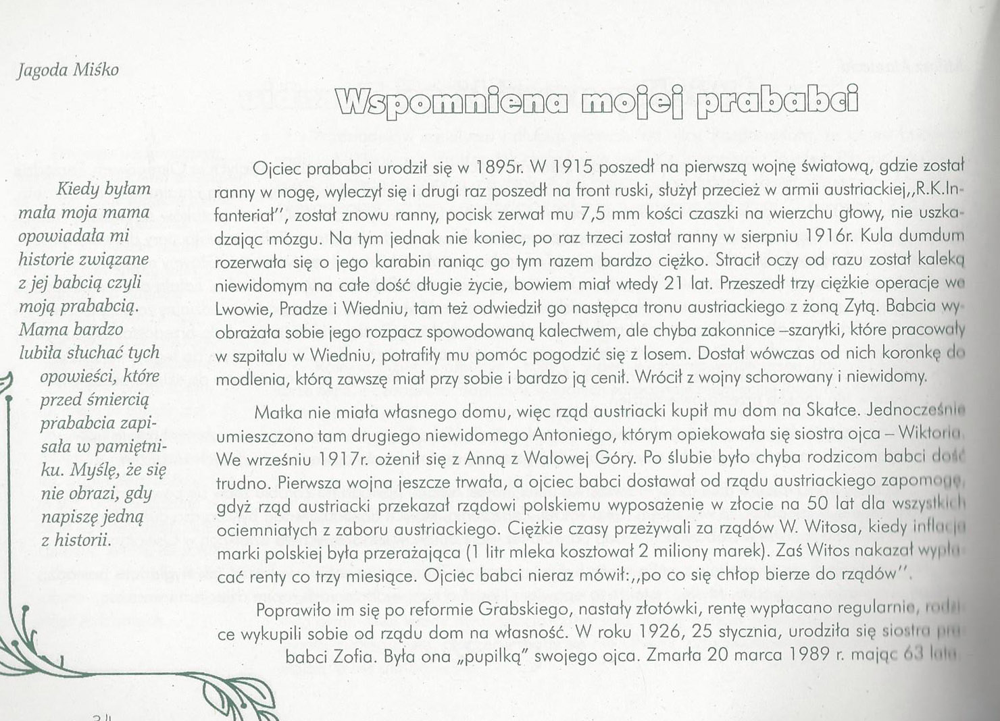 Jagoda Miśko
Wspomniena mojej prababci
Kiedy byłam
mała moja mama
opowiadała mi
historie związane
z jej babcią czyli
moją prababcią.
Mama bardzo
lubiła słuchać tych
opowieści, które
przed śmiercią
prababcia zapi-
sała w pamiętni-
ku. Myślę, że się
nie obrazi, gdy
napiszę jedną
z historii.
Ojciec prababci urodził się w 1895r. W 1915 poszedł na pierwszą wojnę światową, gdzie został
ranny w nogę, wyleczył się i drugi raz poszedł na front ruski, służył przecież w armii austriackiej,,R.K.In-
fanteriał", został znowu ranny, pocisk zerwał mu 7,5 mm kości czaszki na wierzchu głowy, nie uszka-
dzając mózgu. Na tym jednak nie koniec, po raz trzeci został ranny w sierpniu 1916r. Kula dumdum
rozerwała się o jego karabin raniąc go tym razem bardzo ciężko. Stracił oczy od razu został kaleką
niewidomym na całe dość długie życie, bowiem miał wtedy 21 lat. Przeszedł trzy ciężkie operacje we
Lwowie, Pradze i Wiedniu, tam też odwiedził go następca tronu austriackiego z żoną Zytą. Babcia wy-
obrażała sobie jego rozpacz spowodowaną kalectwem, ale chyba zakonnice –szarytki, które pracowały
w szpitalu w Wiedniu, potrafiły mu pomóc pogodzić się z losem. Dostał wówczas od nich koronkę do
modlenia, którą zawszę miał przy sobie i bardzo ją cenił. Wrócił z wojny schorowany i niewidomy.
Matka nie miała własnego domu, więc rząd austriacki kupił mu dom na Skałce. Jednocześnie
umieszczono tam drugiego niewidomego Antoniego, którym opiekowała się siostra ojca – Wiktoria.
We wrześniu 1917r. ożenił się z Anną z Walowej Góry. Po ślubie było chyba rodzicom babci dość
trudno. Pierwsza wojna jeszcze trwała, a ojciec babci dostawał od rządu austriackiego zapomogę,
gdyż rząd austriacki przekazał rządowi polskiemu wyposażenie w złocie na 50 lat dla wszystkich
ociemniałych z zaboru austriackiego. Ciężkie czasy przeżywali za rządów W. Witosa, kiedy inflacja
marki polskiej była przerażająca (1 litr mleka kosztował 2 miliony marek). Zaś Witos nakazał wypła-
cać renty co trzy miesiące. Ojciec babci nieraz mówił:,,po co się chłop bierze do rządów".
Poprawiło im się po reformie Grabskiego, nastały złotówki, rentę wypłacano regularnie, rodzi-
ce wykupili sobie od rządu dom na własność. W roku 1926, 25 stycznia, urodziła się siostra pra-
babci Zofia. Była ona „pupilką" swojego ojca. Zmarła 20 marca 1989 r. mając 63 lata.